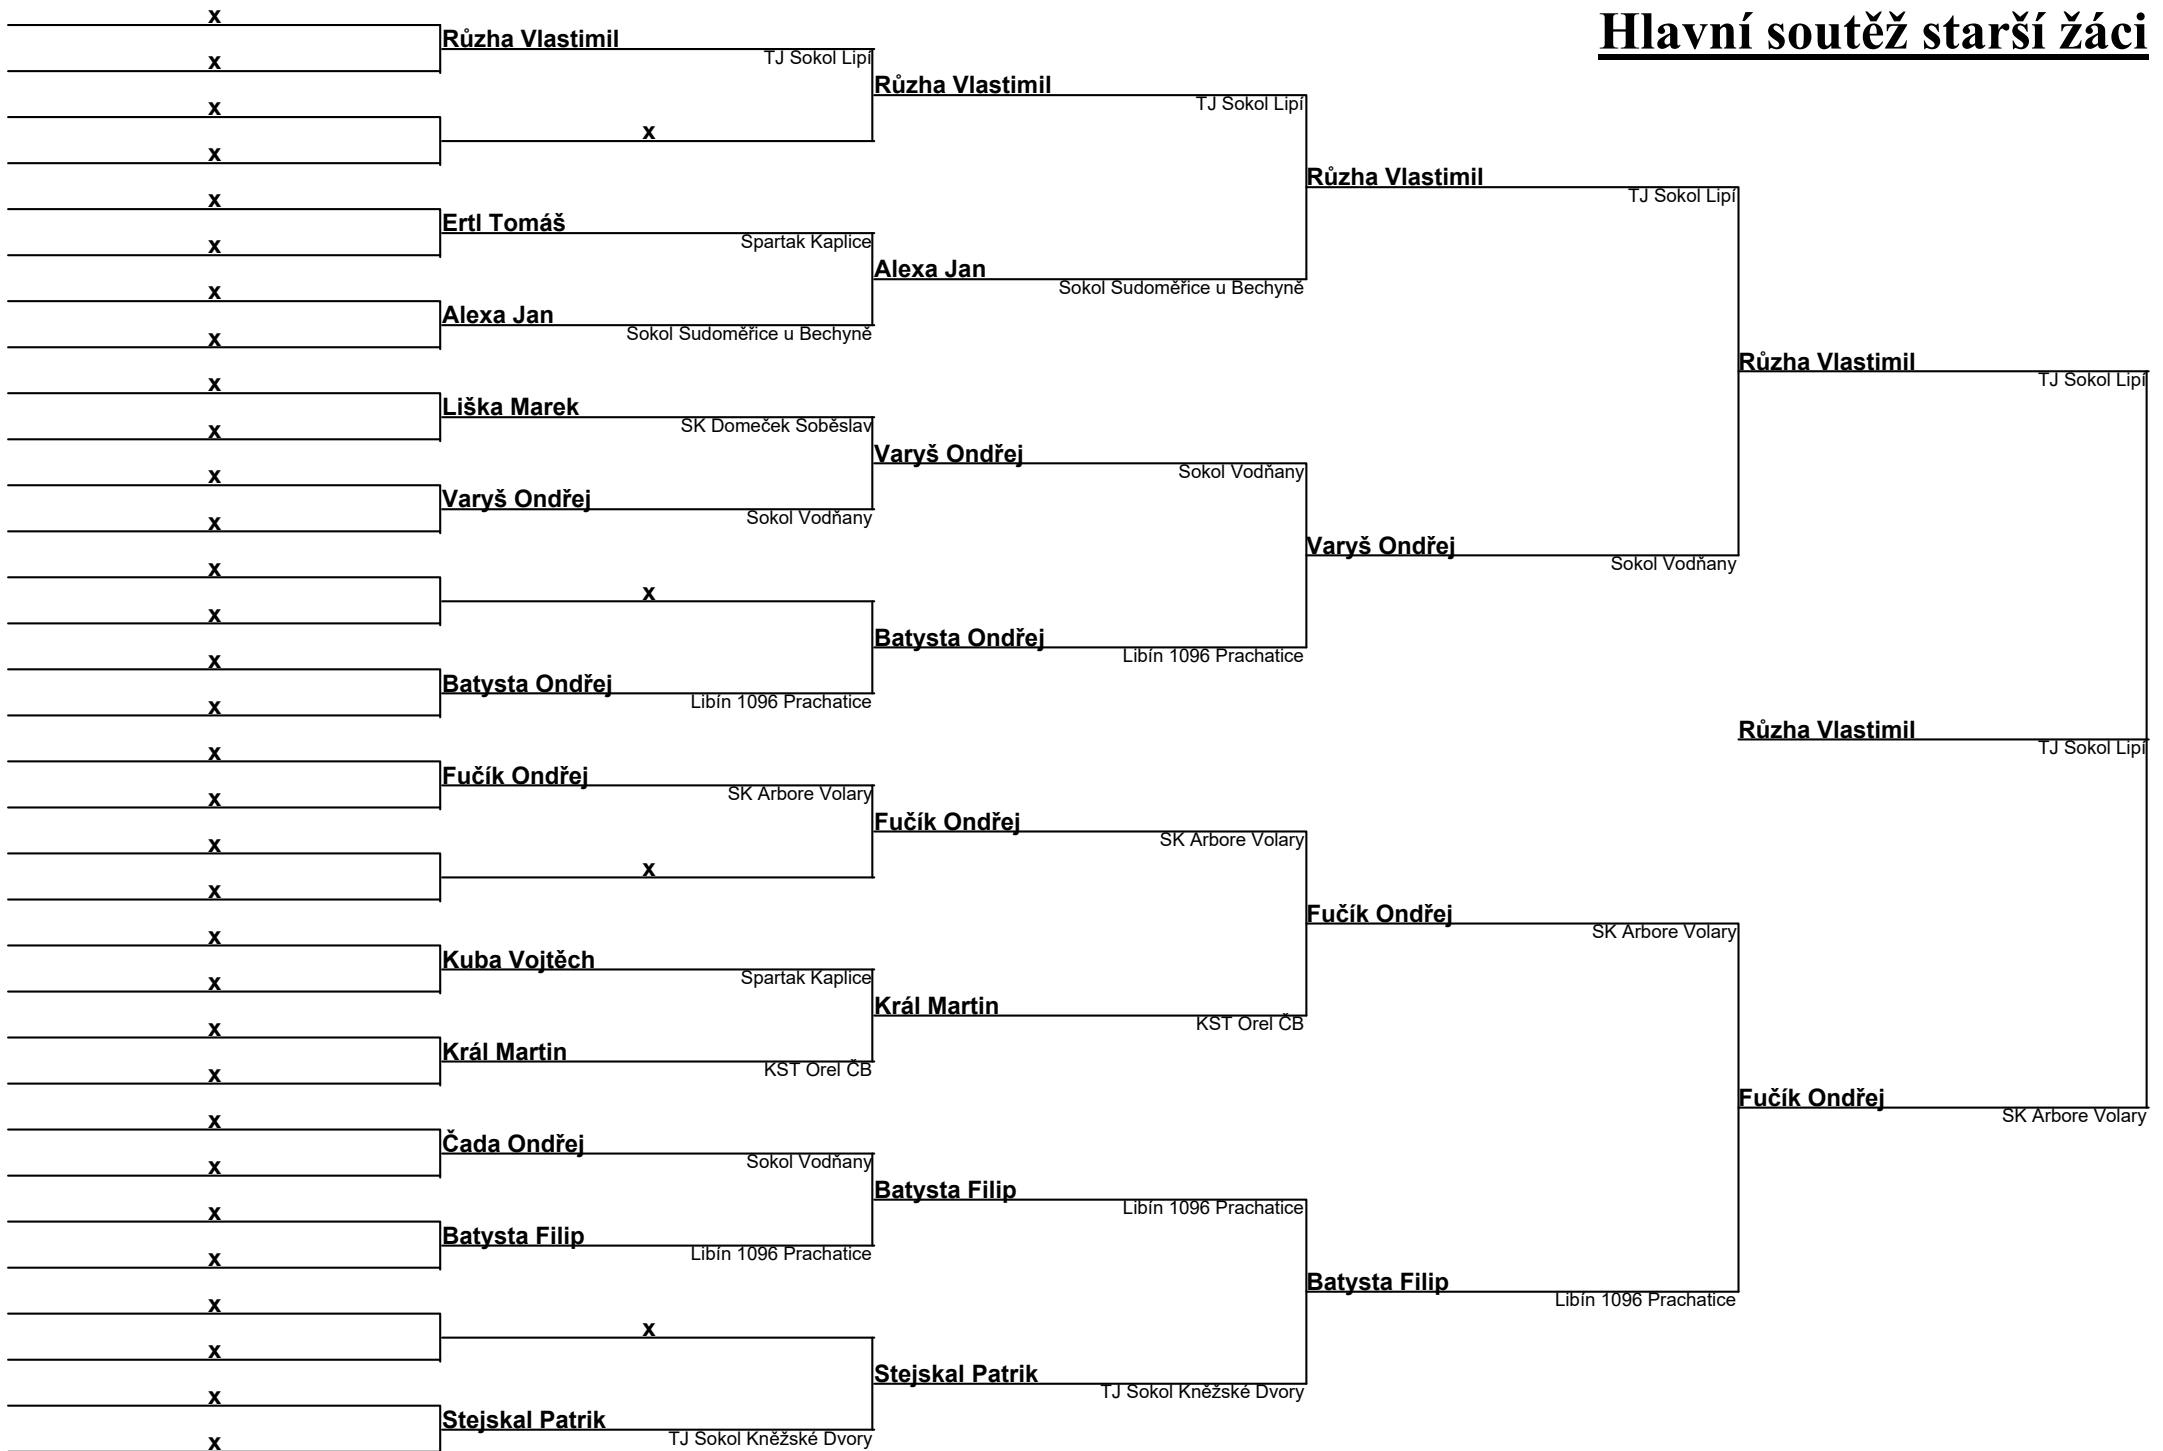 Hlavní soutěž starší žáci
x
Růzha Vlastimil
x
TJ Sokol Lipí
Růzha Vlastimil
x
TJ Sokol Lipí
x
x
Růzha Vlastimil
x
TJ Sokol Lipí
Ertl Tomáš
x
Spartak Kaplice
Alexa Jan
x
Sokol Sudoměřice u Bechyně
Alexa Jan
x
Sokol Sudoměřice u Bechyně
Růzha Vlastimil
x
TJ Sokol Lipí
Liška Marek
x
SK Domeček Soběslav
Varyš Ondřej
x
Sokol Vodňany
Varyš Ondřej
x
Sokol Vodňany
Varyš Ondřej
x
Sokol Vodňany
x
x
Batysta Ondřej
x
Libín 1096 Prachatice
Batysta Ondřej
x
Libín 1096 Prachatice
Růzha Vlastimil
x
TJ Sokol Lipí
Fučík Ondřej
x
SK Arbore Volary
Fučík Ondřej
x
SK Arbore Volary
x
x
Fučík Ondřej
x
SK Arbore Volary
Kuba Vojtěch
x
Spartak Kaplice
Král Martin
x
KST Orel ČB
Král Martin
x
KST Orel ČB
Fučík Ondřej
x
SK Arbore Volary
Čada Ondřej
x
Sokol Vodňany
Batysta Filip
x
Libín 1096 Prachatice
Batysta Filip
x
Libín 1096 Prachatice
Batysta Filip
x
Libín 1096 Prachatice
x
x
Stejskal Patrik
x
TJ Sokol Kněžské Dvory
Stejskal Patrik
x
TJ Sokol Kněžské Dvory